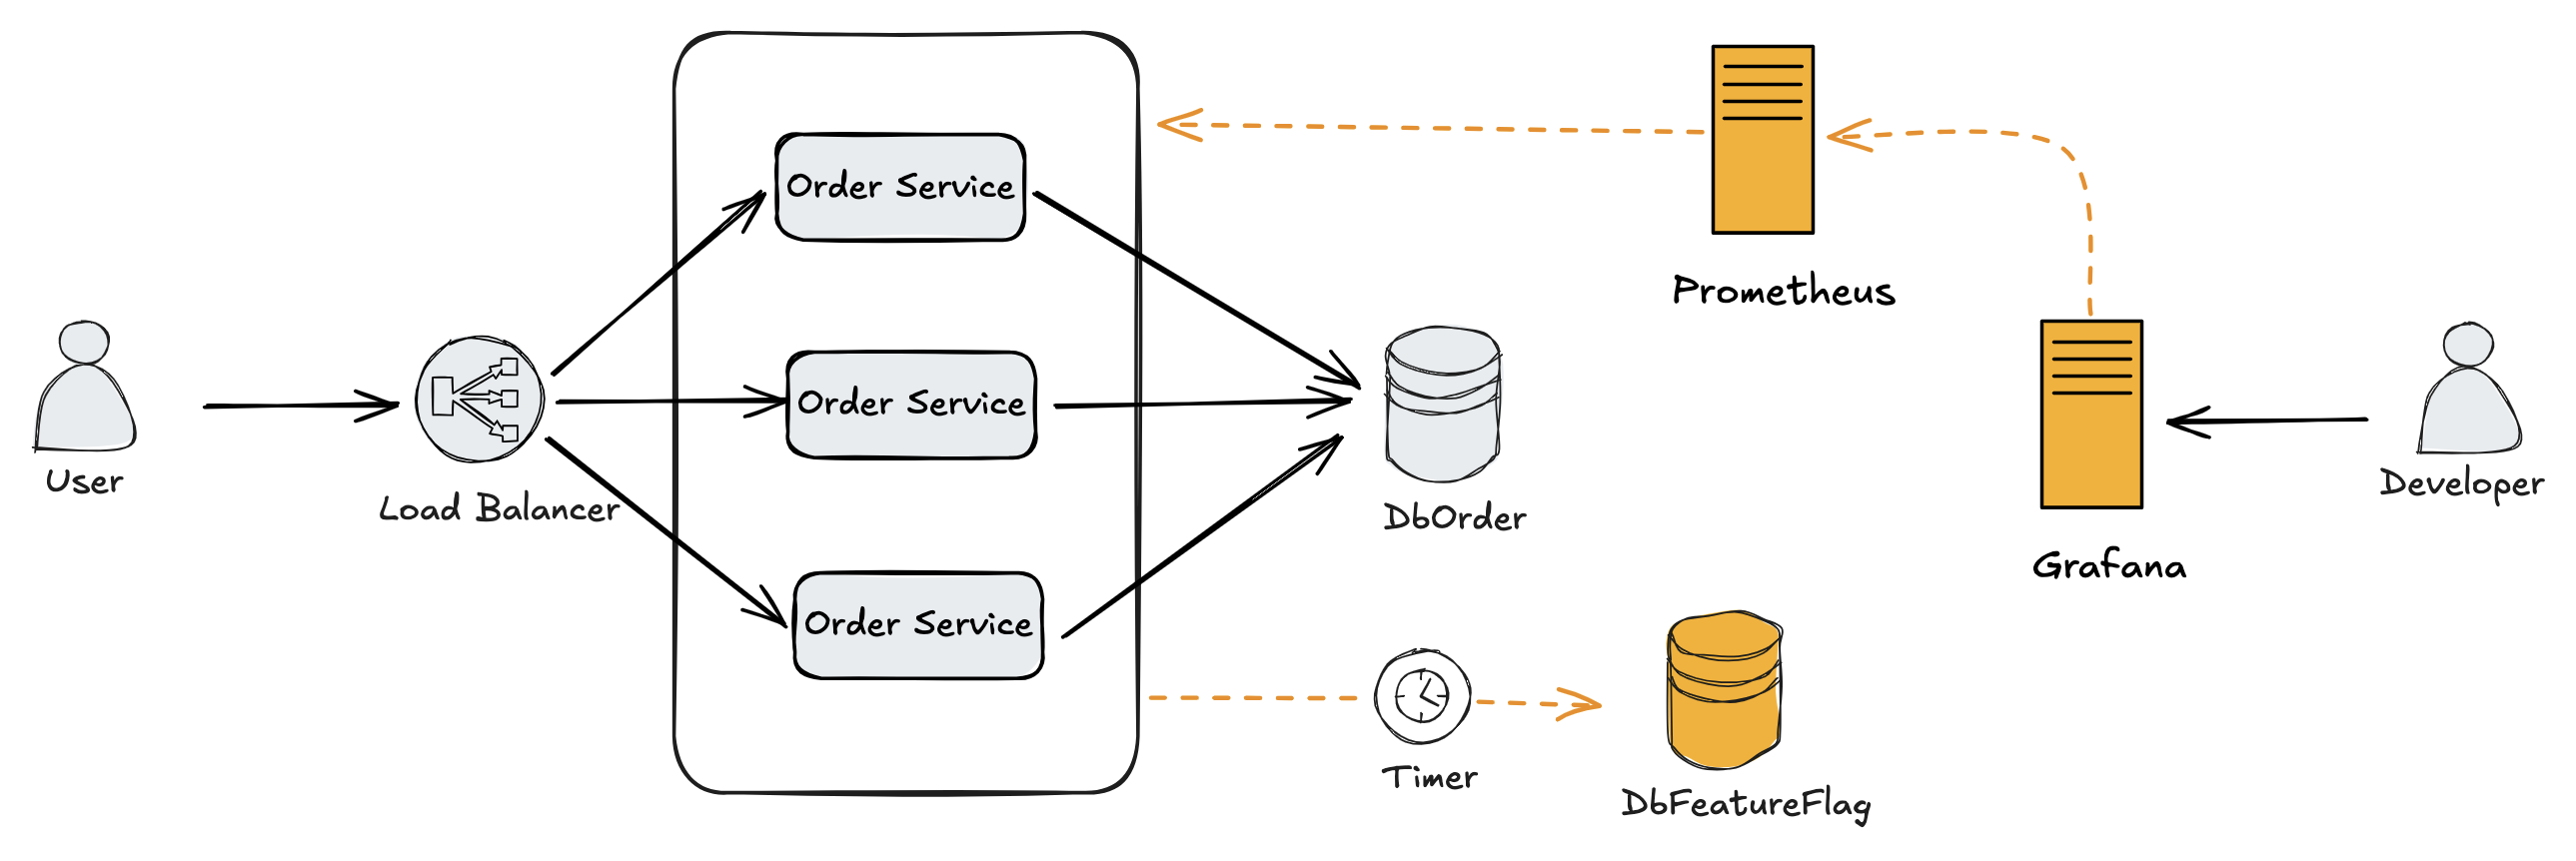 Order Service
Prometheus
Order Service
User
Load Balancer
DbOrder
Developer
Grafana
Order Service
Timer
DbFeatureFlag